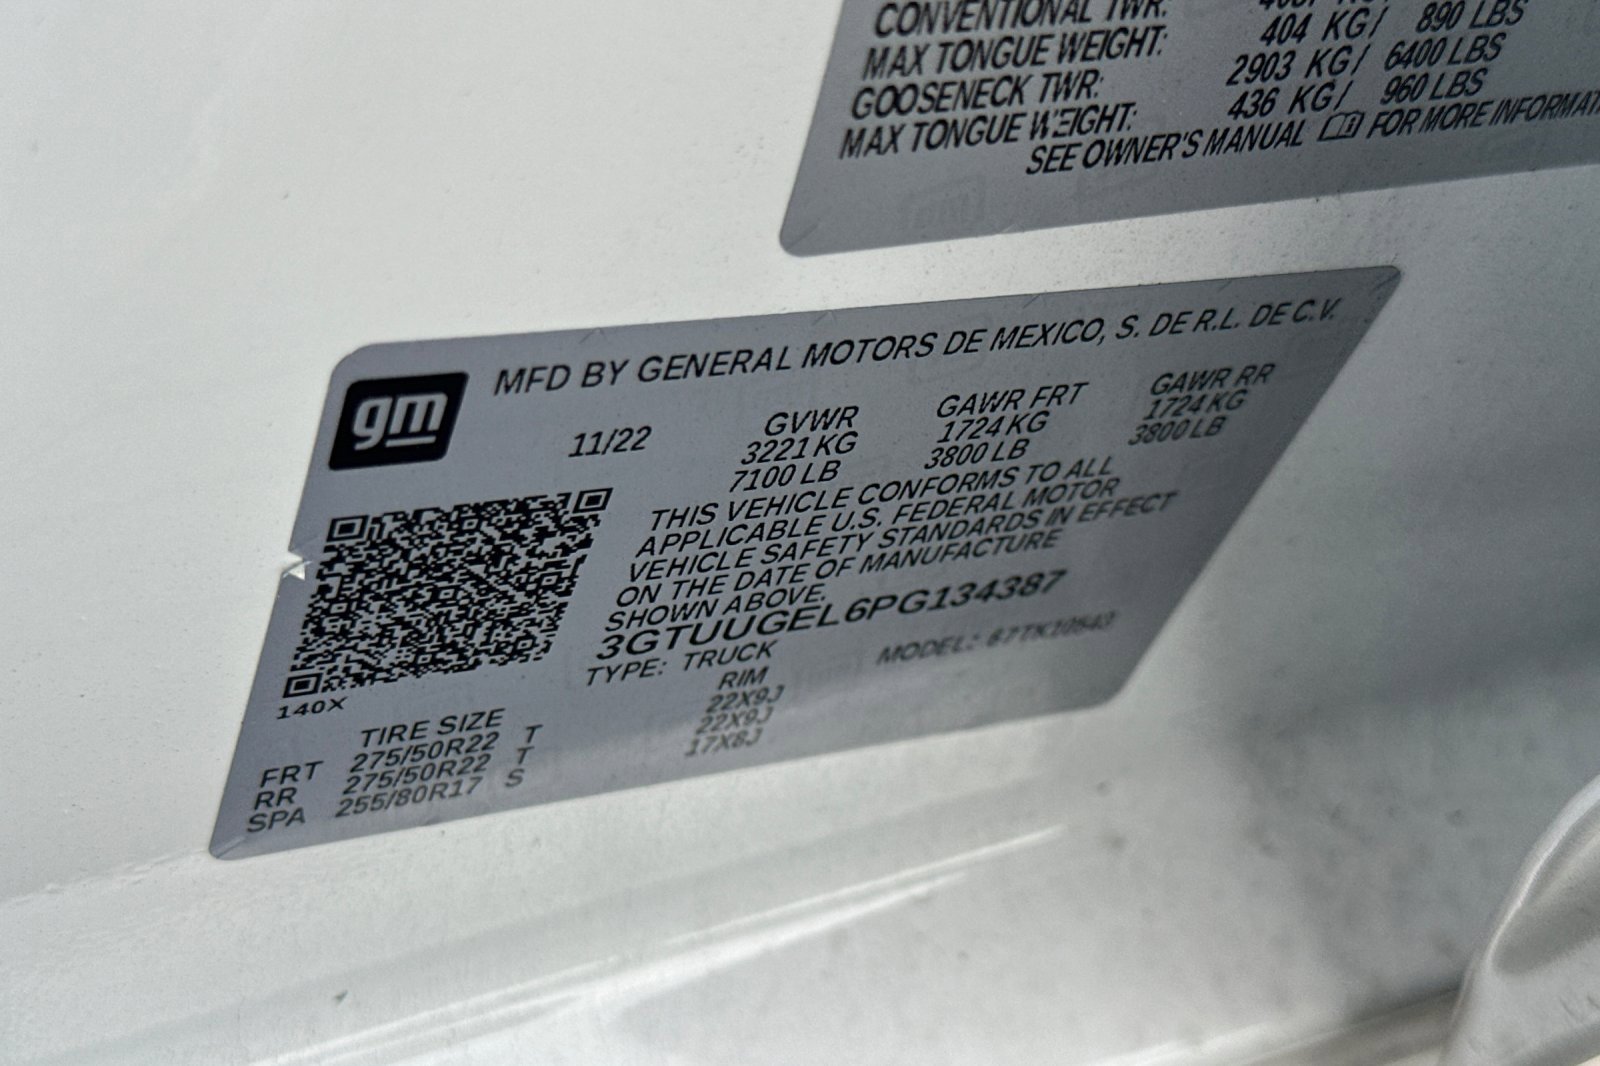 CONVENTIONAL TWR:
MAX TONGUE WEIGHT: 404 KG/ 890 LBS
GOOSENECK TWR: 2903 KG/ 6400 LBS
MAX TONGUE WEIGHT: 436 KG/ 960 LBS
SEE OWNER'S MANUAL FOR MORE
gm
MFD BY GENERAL MOTORS DE MEXICO, S. DE R.L. DE C.V.
11/22 GVWR GAWR FRT GAWR RR
3221 KG 1724 KG 1724 KG
7100 LB 3800 LB 3800 LB
THIS VEHICLE CONFORMS TO ALL
APPLICABLE U.S. FEDERAL MOTOR
VEHICLE SAFETY STANDARDS IN EFFECT
ON THE DATE OF MANUFACTURE
SHOWN ABOVE.
3GTUUGEL6PG134387
TYPE: TRUCK MODEL:
140X
TIRE SIZE RIM
FRT 275/50R22 T 22X9J
RR 275/50R22 T 22X9J
SPA 255/80R17 S 17X8J